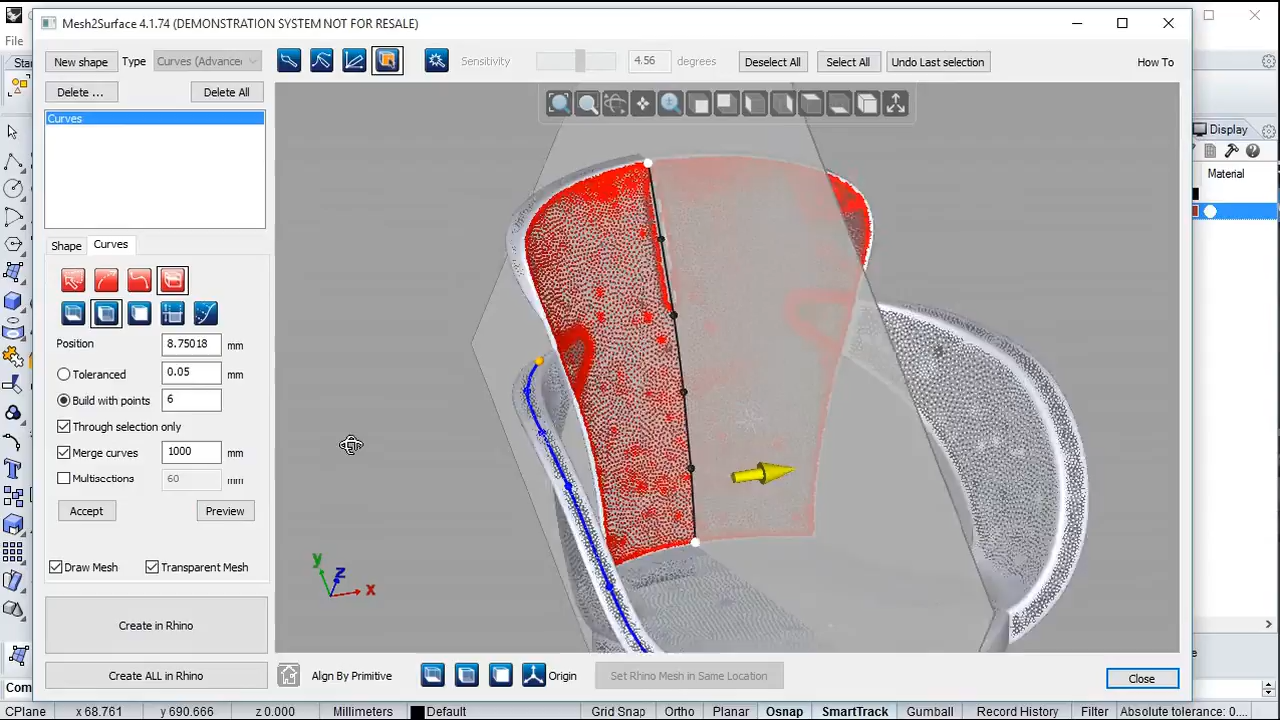 Mesh2Surface 4.1.74 (DEMONSTRATION SYSTEM NOT FOR RESALE)
File
New shape Type Curves (Advance Sensitivity 4.56 degrees Deselect All Select All Undo Last selection How To
Delete ... Delete All
Curves
Display
Material
Shape Curves
Position 8.75018 mm
Toleranced 0.05 mm
Build with points 6
Through selection only
Merge curves 1000 mm
Multisections 60 mm
Accept Preview
y z x
Draw Mesh Transparent Mesh
Create in Rhino
Create ALL in Rhino Align By Primitive Origin Set Rhino Mesh in Same Location Close
CPlane x 68.761 y 690.666 z 0.000 Millimeters Default Grid Snap Ortho Planar Osnap SmartTrack Gumball Record History Filter Absolute tolerance: 0...